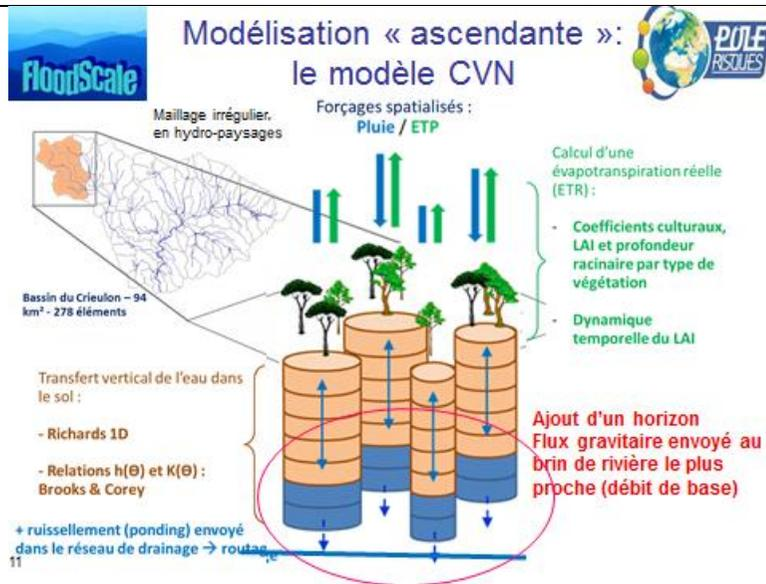 FloodScale
Modélisation « ascendante »:
le modèle CVN
PÔLE
RISQUES
Maillage irrégulier,
en hydro-paysages
Forçages spatialisés :
Pluie / ETP
Calcul d'une
évapotranspiration réelle
(ETR) :
- Coefficients culturaux,
LAI et profondeur
racinaire par type de
végétation
- Dynamique
temporelle du LAI
Bassin du Crieulon – 94
km² - 278 éléments
Transfert vertical de l'eau dans
le sol :
- Richards 1D
- Relations h(Θ) et K(Θ) :
Brooks & Corey
Ajout d'un horizon
Flux gravitaire envoyé au
brin de rivière le plus
proche (débit de base)
+ ruissellement (ponding) envoyé
dans le réseau de drainage → routage
11